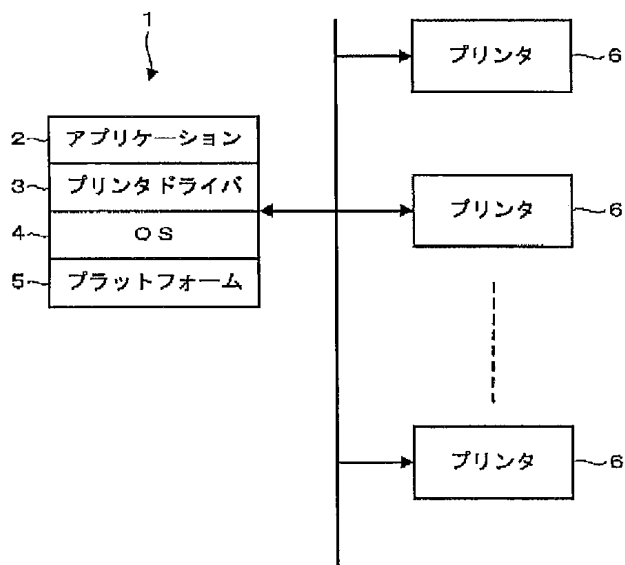 1
プリンタ 6
2 アプリケーション
3 プリンタドライバ
プリンタ 6
4 OS
5 プラットフォーム
プリンタ 6